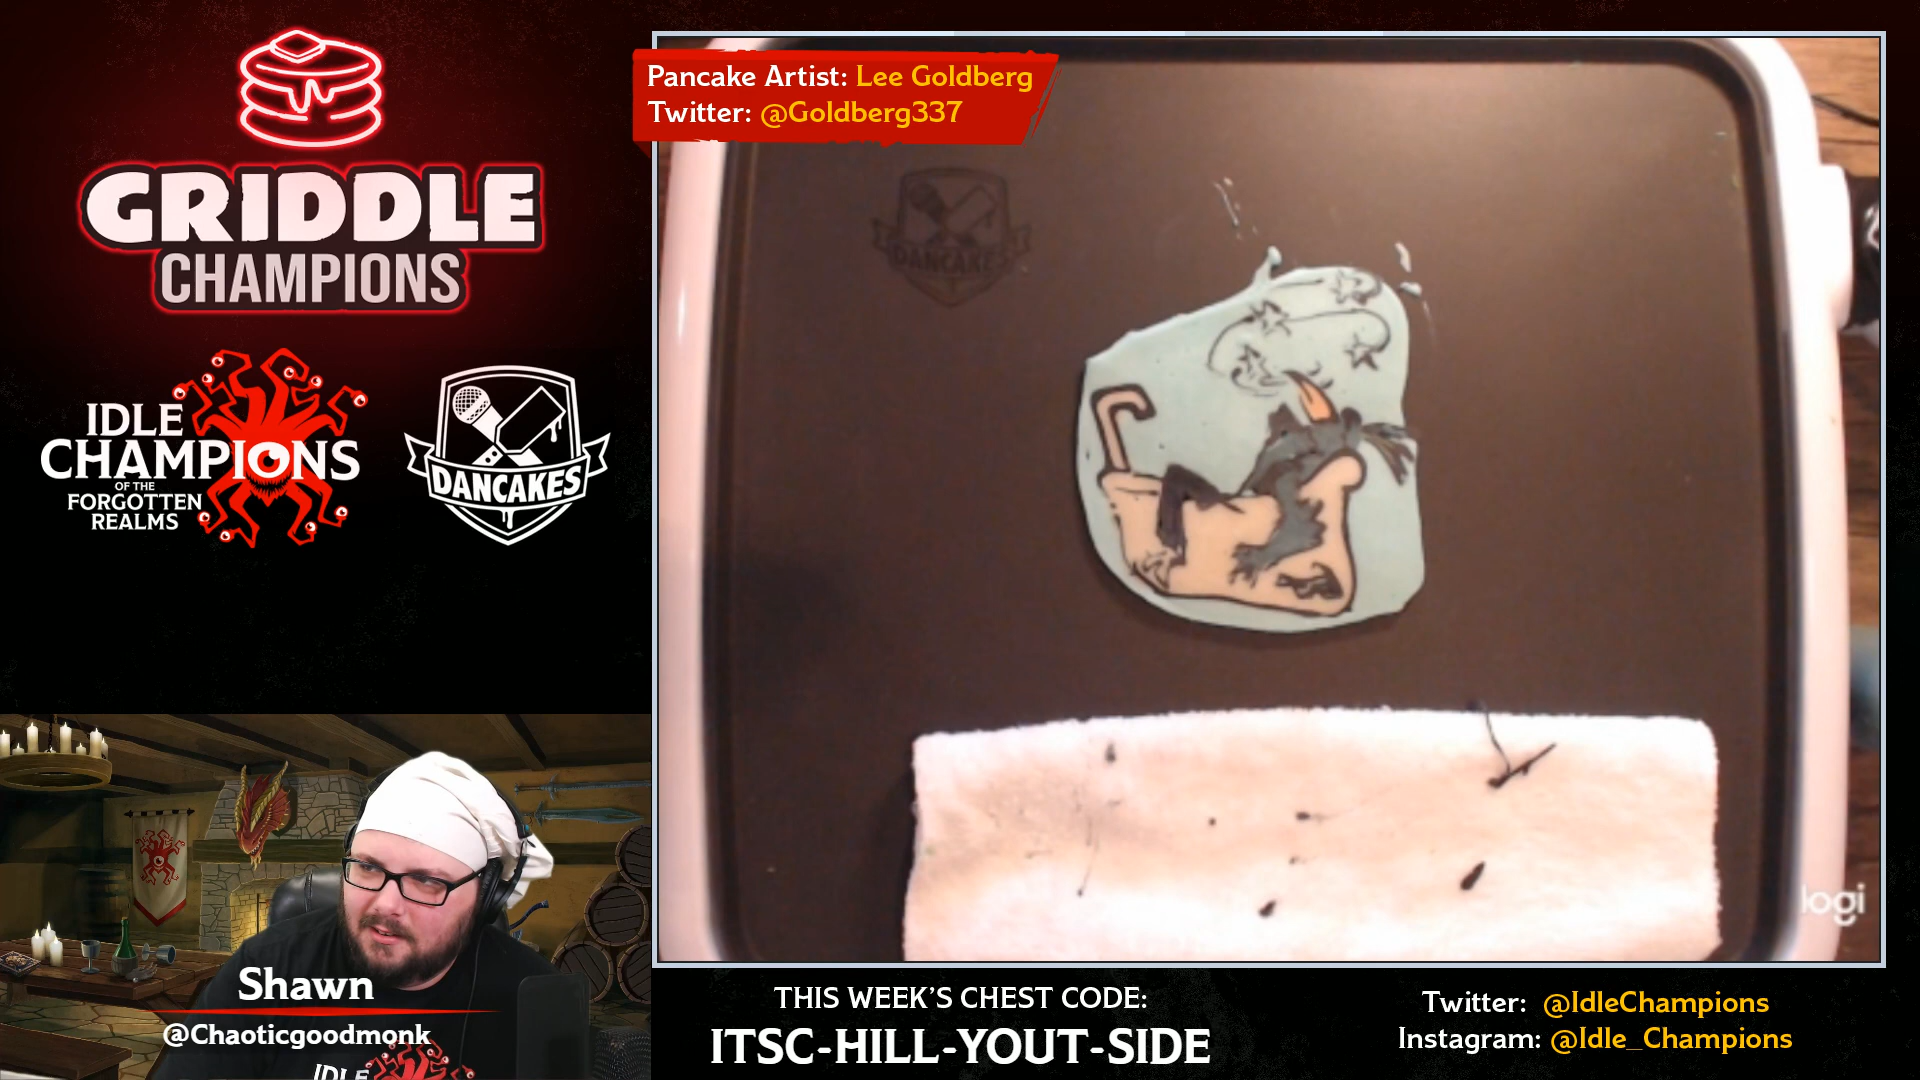 GRIDDLE
CHAMPIONS
IDLE
CHAMPIONS
OF THE
FORGOTTEN
REALMS
DANCAKES
Pancake Artist: Lee Goldberg
Twitter: @Goldberg337
DANCAKES
logi
Shawn
@Chaoticgoodmonk
IDLE
THIS WEEK'S CHEST CODE:
ITSC-HILL-YOUT-SIDE
Twitter: @IdleChampions
Instagram: @Idle_Champions